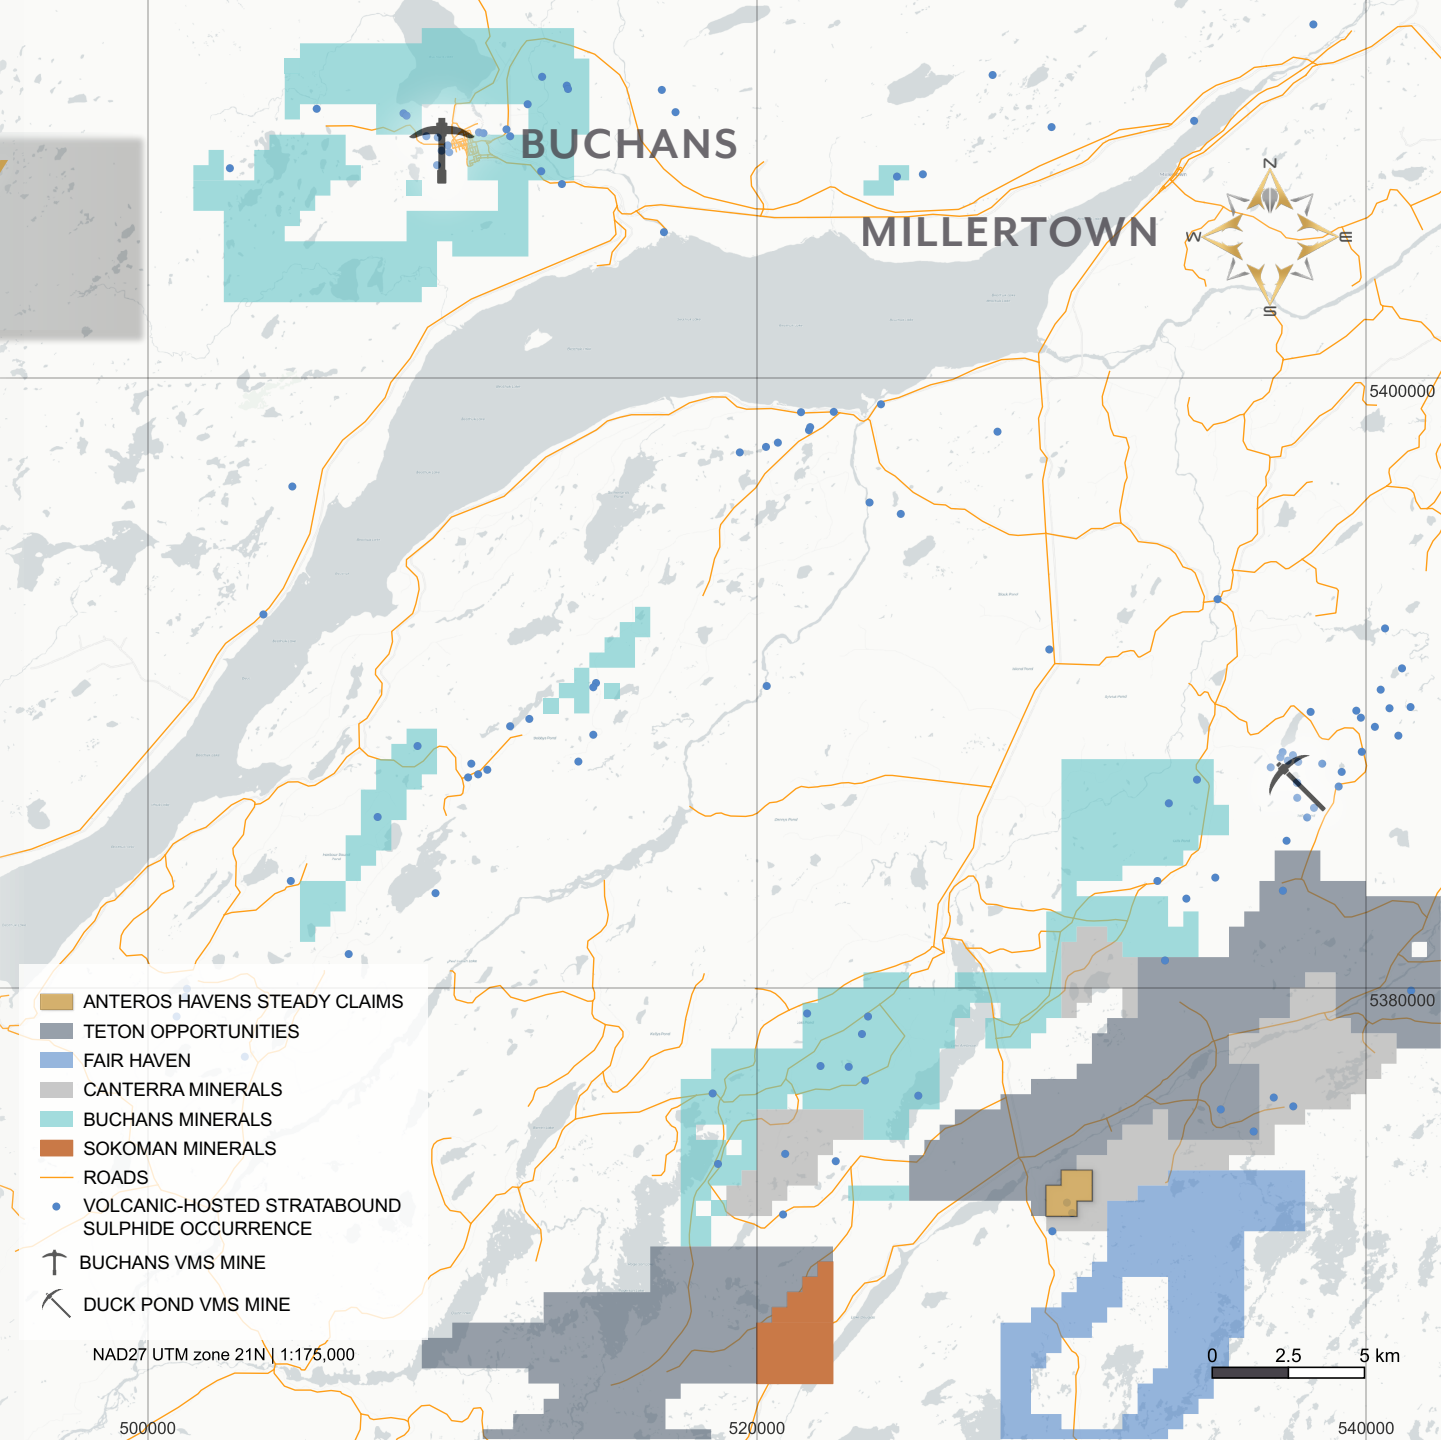 BUCHANS
N
MILLERTOWN
W
E
S
5400000
5380000
ANTEROS HAVENS STEADY CLAIMS
TETON OPPORTUNITIES
FAIR HAVEN
CANTERRA MINERALS
BUCHANS MINERALS
SOKOMAN MINERALS
ROADS
VOLCANIC-HOSTED STRATABOUND
SULPHIDE OCCURRENCE
BUCHANS VMS MINE
DUCK POND VMS MINE
NAD27 UTM zone 21N | 1:175,000
0 2.5 5 km
500000
520000
540000